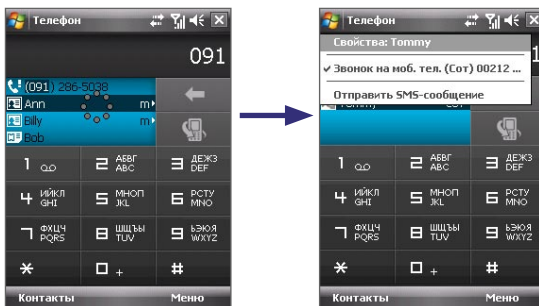 Телефон
091
(091) 286-5038
Ann m
Billy m
Bob
1
2 АБВГ ABC
3 ДЕЖЗ DEF
4 ИЙКЛ GHI
5 МНОП JKL
6 РСТУ MNO
7 ФХЦЧ PQRS
8 ШЩЪЫ TUV
9 ЬЭЮЯ WXYZ
*
0 +
#
Контакты Меню
Телефон
Свойства: Tommy
1
✓ Звонок на моб. тел. (Сот) 00212 ...
Отправить SMS-сообщение
Tommy Сот
1
2 АБВГ ABC
3 ДЕЖЗ DEF
4 ИЙКЛ GHI
5 МНОП JKL
6 РСТУ MNO
7 ФХЦЧ PQRS
8 ШЩЪЫ TUV
9 ЬЭЮЯ WXYZ
*
0 +
#
Контакты Меню